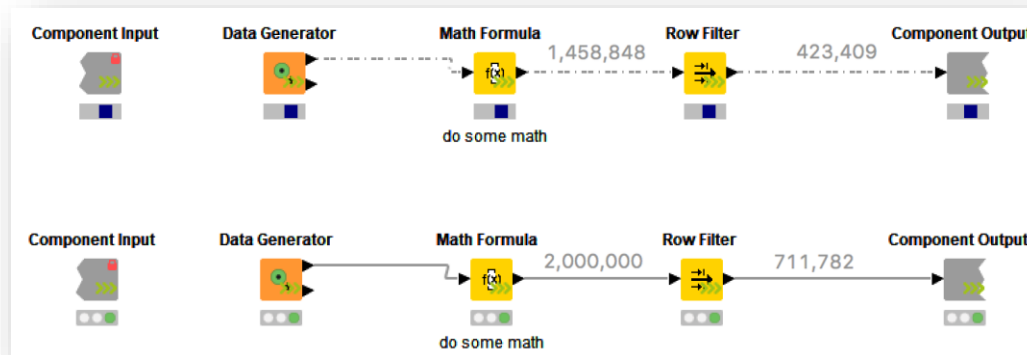 Component Input Data Generator Math Formula Row Filter Component Output
1,458,848 423,409
f(x)
do some math
Component Input Data Generator Math Formula Row Filter Component Output
2,000,000 711,782
f(x)
do some math